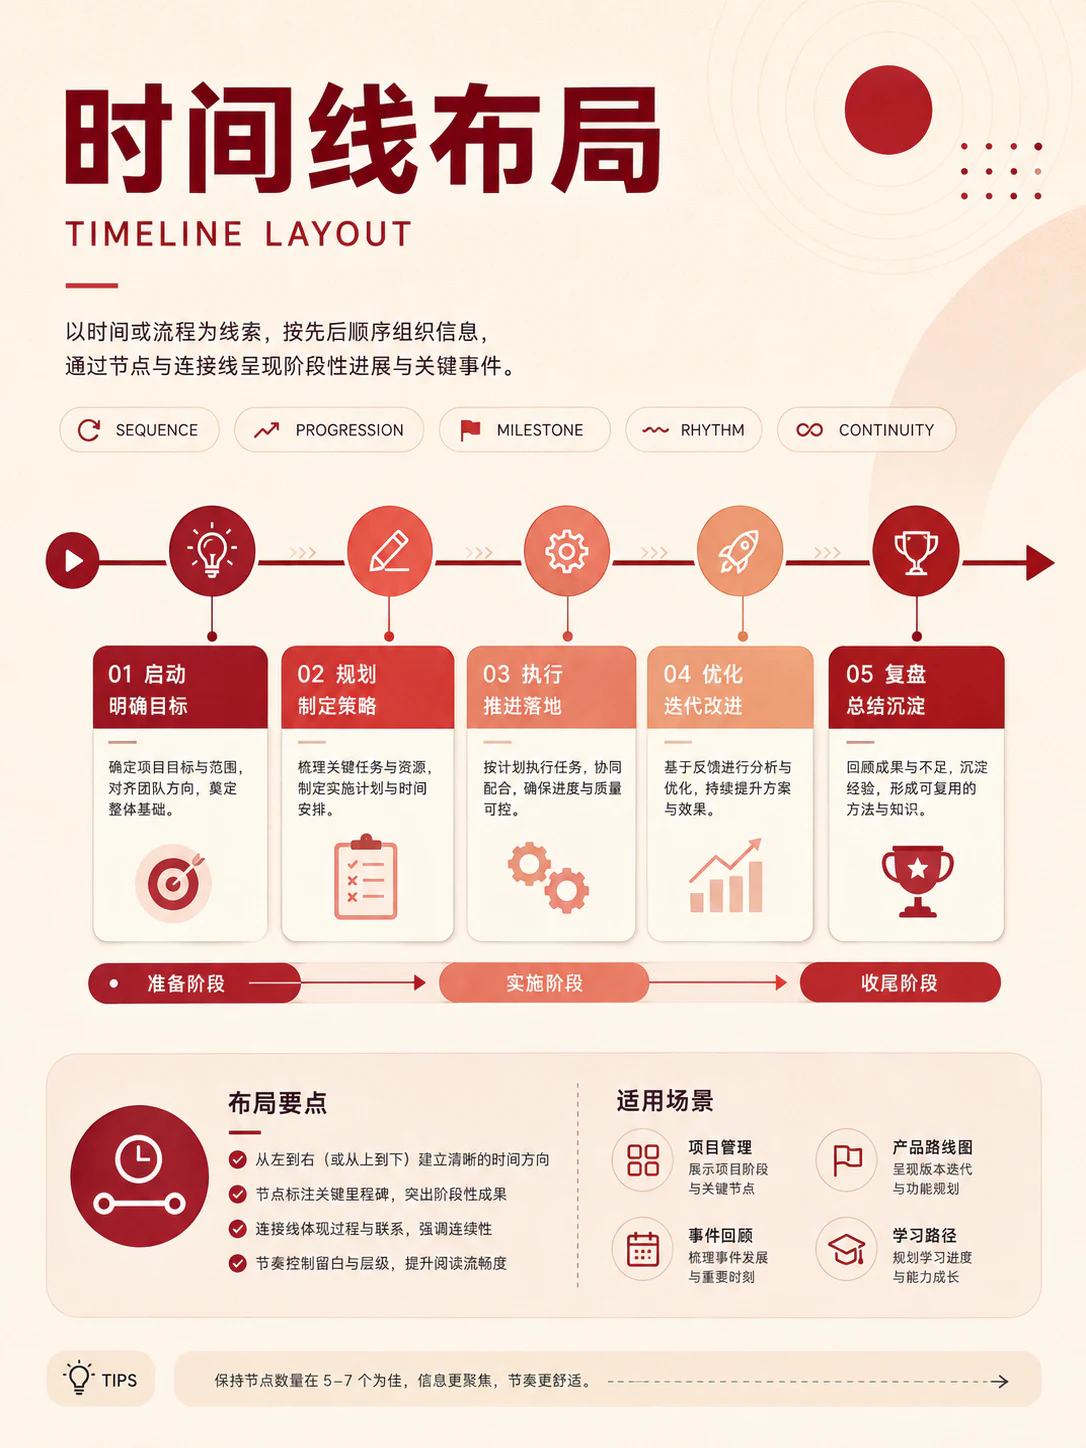 时间线布局
TIMELINE LAYOUT
以时间或流程为线索，按先后顺序组织信息，
通过节点与连接线呈现阶段性进展与关键事件。
SEQUENCE
PROGRESSION
MILESTONE
RHYTHM
CONTINUITY
01 启动
明确目标
确定项目目标与范围，
对齐团队方向，奠定
整体基础。
02 规划
制定策略
梳理关键任务与资源，
制定实施计划与时间
安排。
03 执行
推进落地
按计划执行任务，协同
配合，确保进度与质量
可控。
04 优化
迭代改进
基于反馈进行分析与
优化，持续提升方案
与效果。
05 复盘
总结沉淀
回顾成果与不足，沉淀
经验，形成可复用的
方法与知识。
准备阶段
实施阶段
收尾阶段
布局要点
从左到右（或从上到下）建立清晰的时间方向
节点标注关键里程碑，突出阶段性成果
连接线体现过程与联系，强调连续性
节奏控制留白与层级，提升阅读流畅度
适用场景
项目管理
展示项目阶段
与关键节点
产品路线图
呈现版本迭代
与功能规划
事件回顾
梳理事件发展
与重要时刻
学习路径
规划学习进度
与能力成长
TIPS
保持节点数量在 5–7 个为佳，信息更聚焦，节奏更舒适。